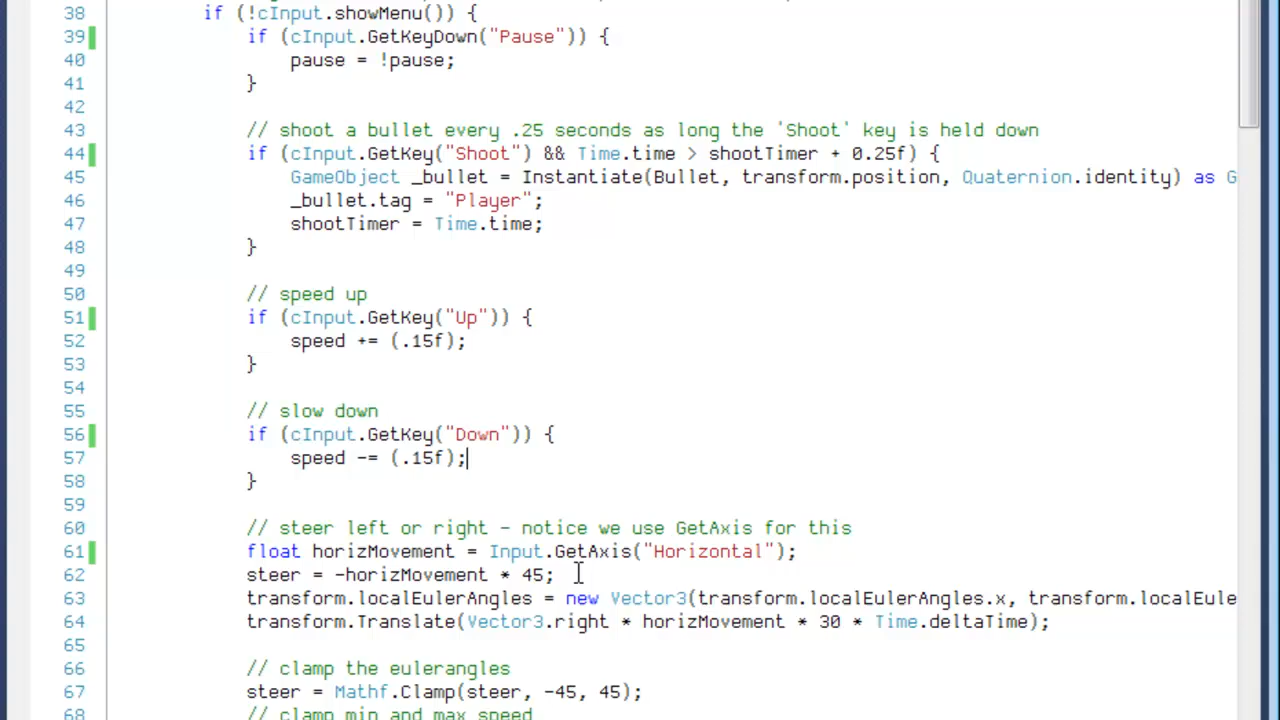 38 if (!cInput.showMenu()) {
39 if (cInput.GetKeyDown("Pause")) {
40 pause = !pause;
41 }
42
43 // shoot a bullet every .25 seconds as long the 'Shoot' key is held down
44 if (cInput.GetKey("Shoot") && Time.time > shootTimer + 0.25f) {
45 GameObject _bullet = Instantiate(Bullet, transform.position, Quaternion.identity) as G
46 _bullet.tag = "Player";
47 shootTimer = Time.time;
48 }
49
50 // speed up
51 if (cInput.GetKey("Up")) {
52 speed += (.15f);
53 }
54
55 // slow down
56 if (cInput.GetKey("Down")) {
57 speed -= (.15f);
58 }
59
60 // steer left or right - notice we use GetAxis for this
61 float horizMovement = Input.GetAxis("Horizontal");
62 steer = -horizMovement * 45;
63 transform.localEulerAngles = new Vector3(transform.localEulerAngles.x, transform.localEule
64 transform.Translate(Vector3.right * horizMovement * 30 * Time.deltaTime);
65
66 // clamp the eulerangles
67 steer = Mathf.Clamp(steer, -45, 45);
68 // clamp min and max speed